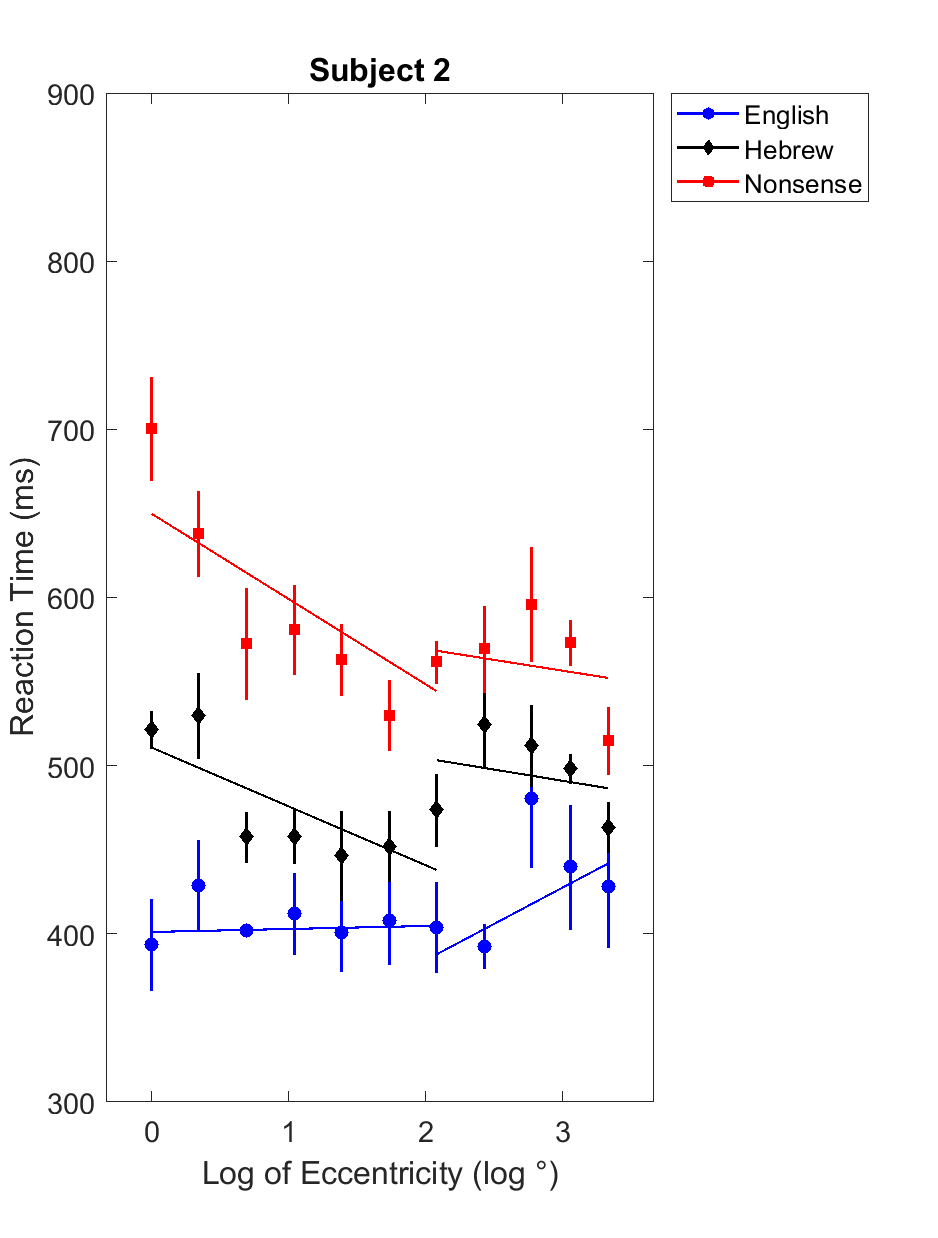 Subject 2
900
800
700
600
500
400
300
Reaction Time (ms)
0 1 2 3
Log of Eccentricity (log °)
English
Hebrew
Nonsense